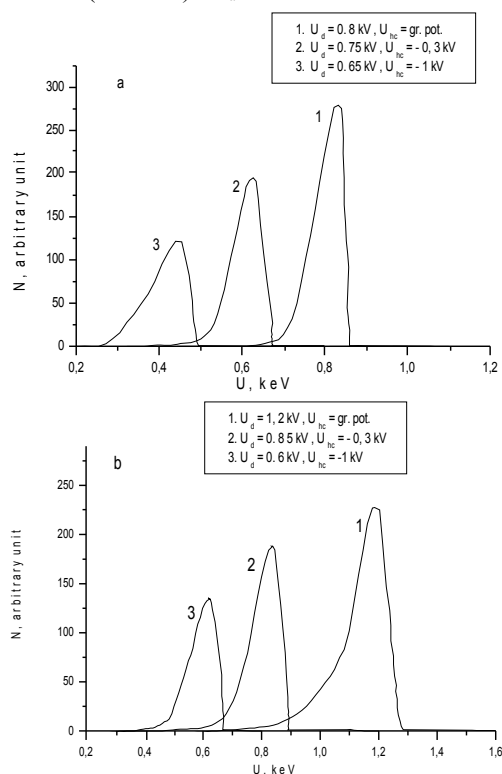 1. U_d = 0.8 kV, U_hc = gr. pot.
2. U_d = 0.75 kV, U_hc = - 0, 3 kV
3. U_d = 0.65 kV, U_hc = - 1 kV
a
300
250
200
150
100
50
0
N, arbitrary unit
1
2
3
0,2 0,4 0,6 0,8 1,0 1,2
U, keV
1. U_d = 1, 2 kV, U_hc = gr. pot.
2. U_d = 0.85 kV, U_hc = - 0, 3 kV
3. U_d = 0.6 kV, U_hc = -1 kV
b
250
200
150
100
50
0
N, arbitrary unit
1
2
3
0,2 0,4 0,6 0,8 1,0 1,2 1,4 1,6
U, keV